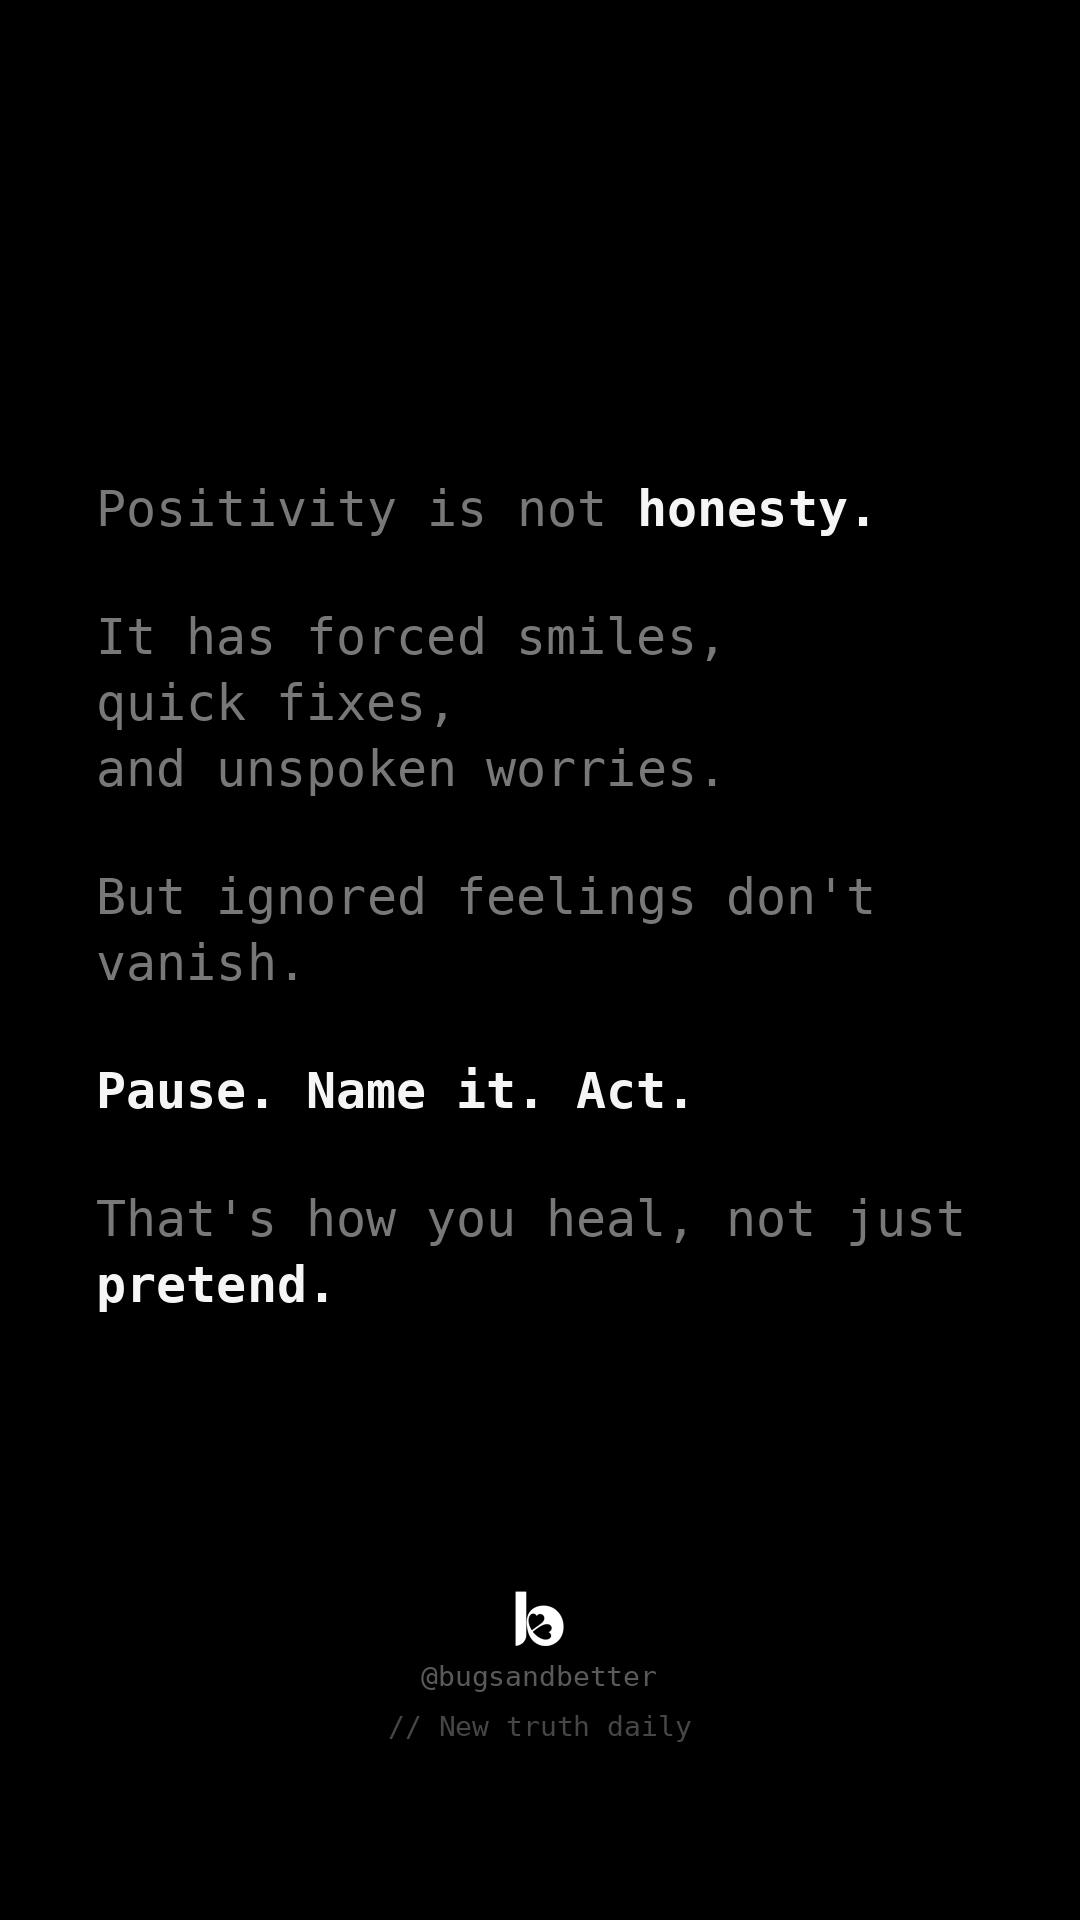 Positivity is not honesty.
It has forced smiles,
quick fixes,
and unspoken worries.
But ignored feelings don't
vanish.
Pause. Name it. Act.
That's how you heal, not just
pretend.
b
@bugsandbetter
// New truth daily